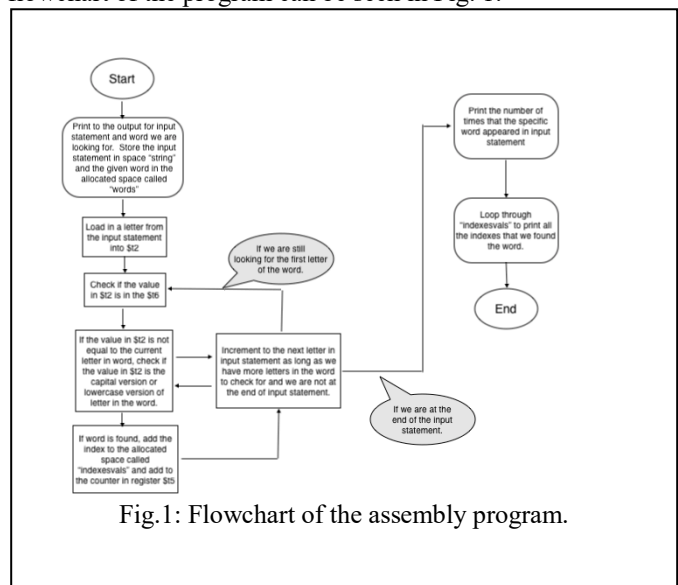 flowchart of the program can be seen in Fig. 1.
Start
Print to the output for input
statement and word we are
looking for. Store the input
statement in space "string"
and the given word in the
allocated space called
"words"
Load in a letter from
the input statement
into $t2
Check if the value
in $t2 is in the $t6
If the value in $t2 is not
equal to the current
letter in word, check if
the value in $t2 is the
capital version or
lowercase version of
letter in the word.
If word is found, add the
index to the allocated
space called
"indexesvals" and add to
the counter in register $t5
If we are still
looking for the first letter
of the word.
Increment to the next letter in
input statement as long as we
have more letters in the word
to check for and we are not at
the end of input statement.
If we are at the
end of the input
statement.
Print the number of
times that the specific
word appeared in input
statement
Loop through
"indexesvals" to print all
the indexes that we found
the word.
End
Fig.1: Flowchart of the assembly program.